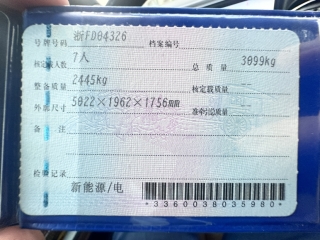 号牌号码 浙FD04326 档案编号
核定载人数 7人 总质量 3099kg
整备质量 2445kg 核定载质量 --
外廓尺寸 5022×1962×1756mm 准牵引总质量 --
备注
检验记录
新能源/电
*3360038035980*